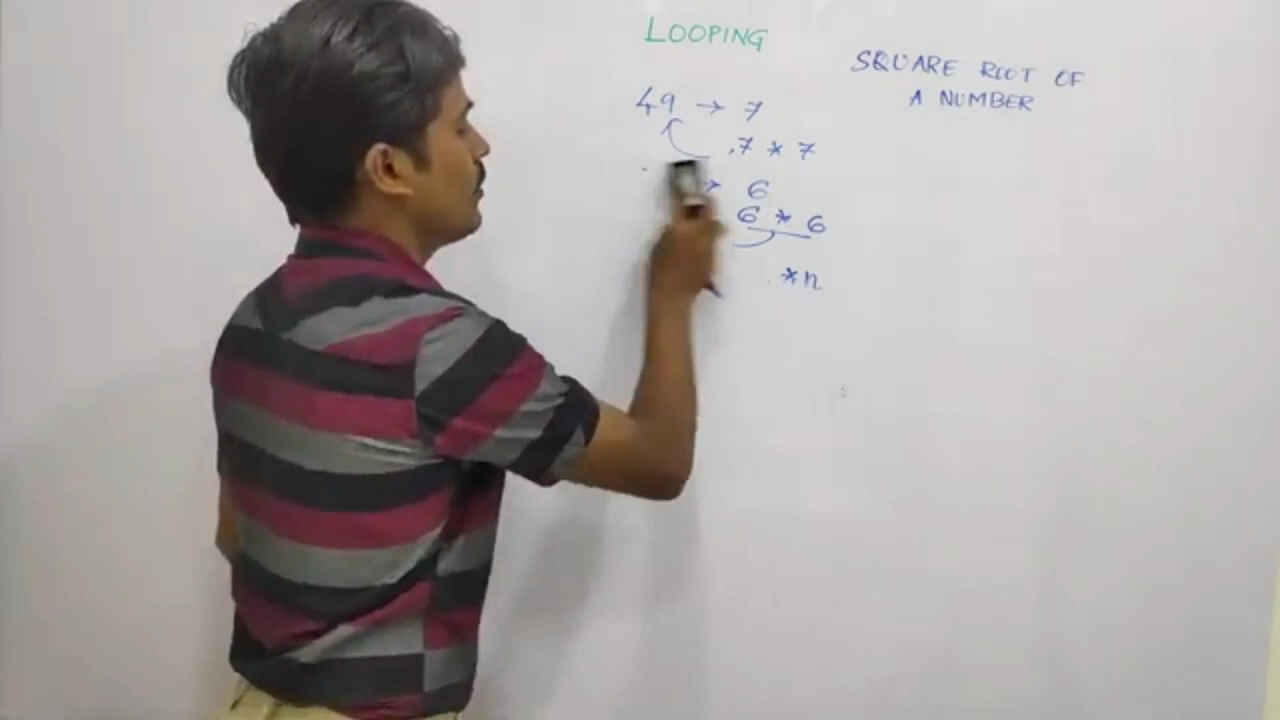 LOOPING
SQUARE ROOT OF
A NUMBER
49 → 7
7 * 7
→ 6
6 * 6
*n